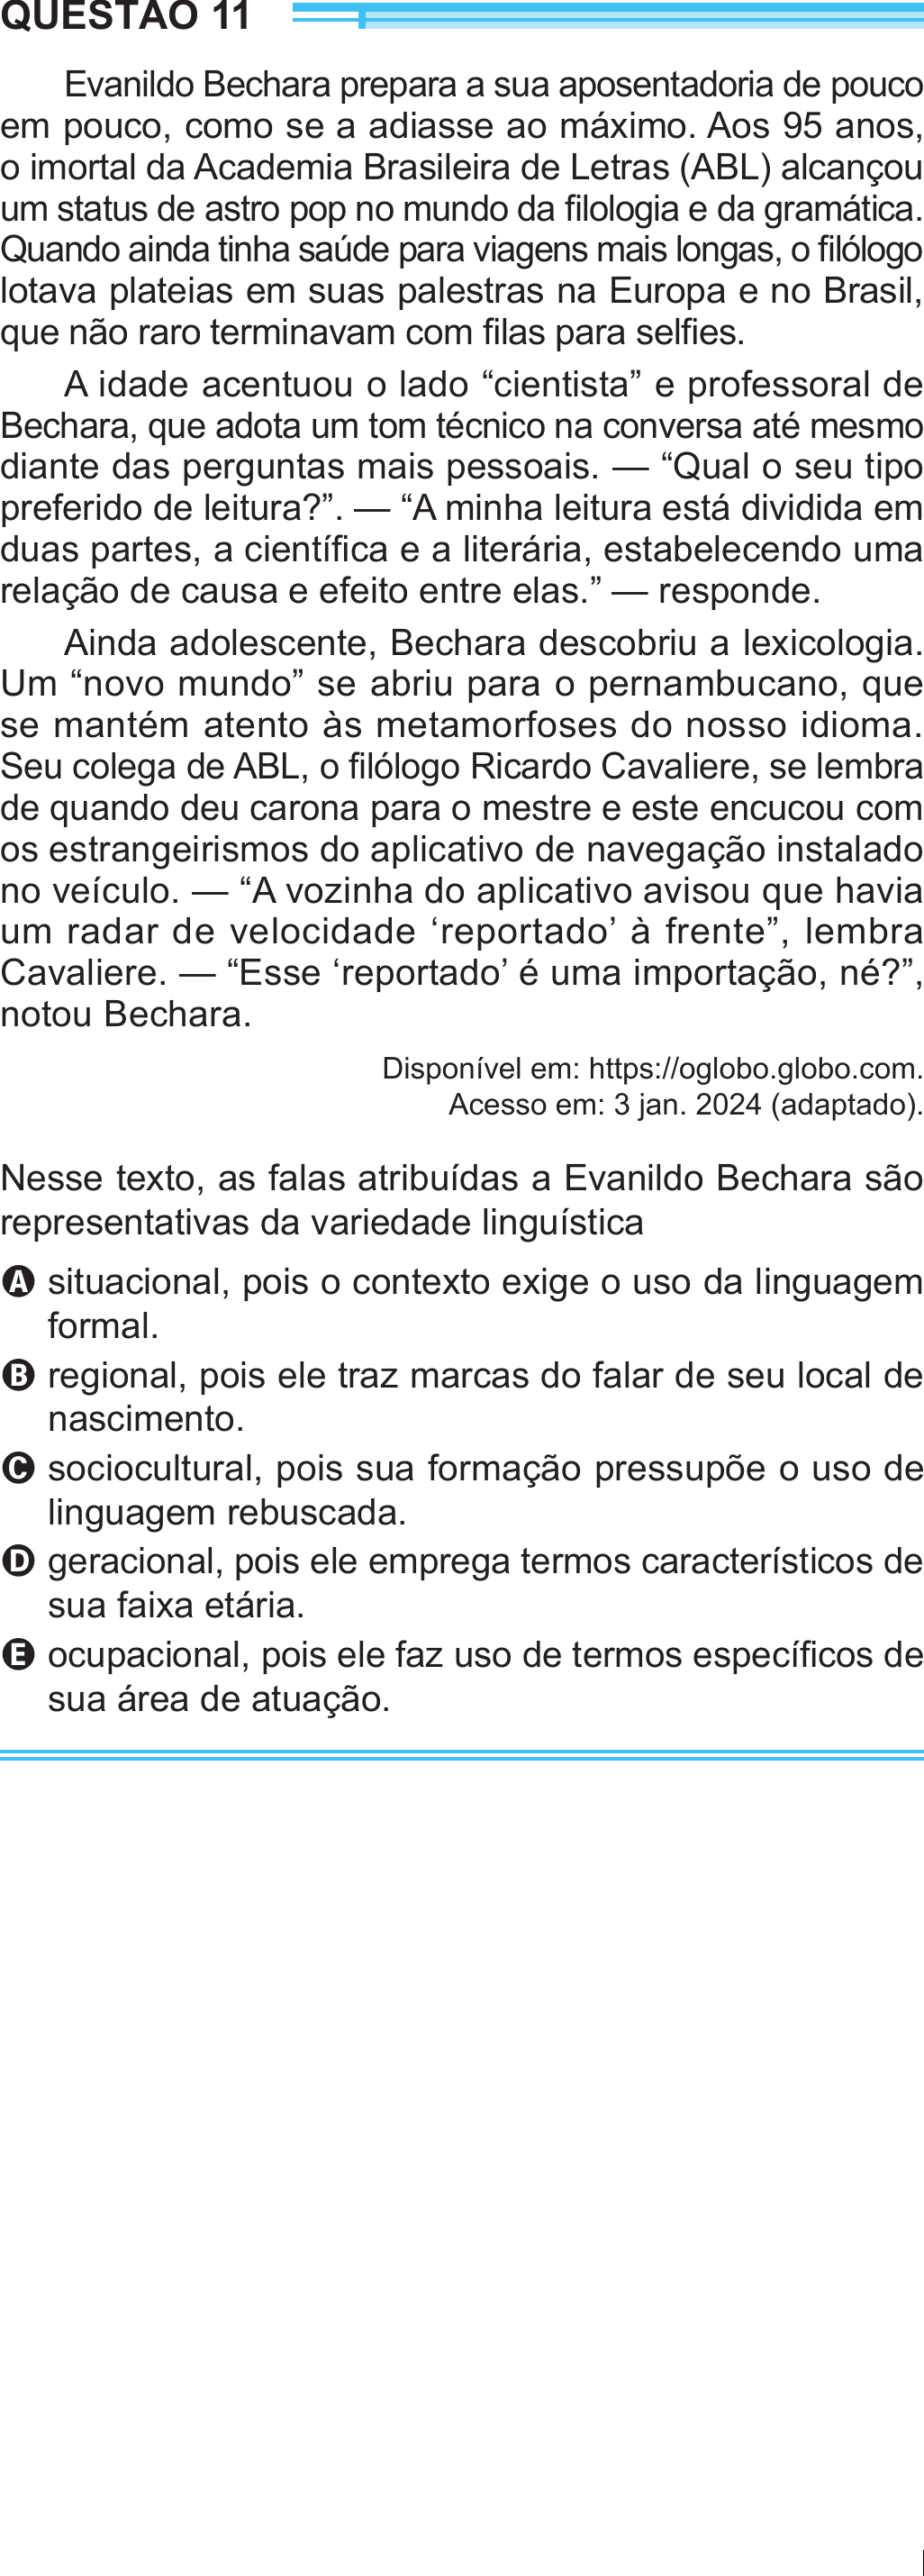 QUESTÃO 11
Evanildo Bechara prepara a sua aposentadoria de pouco
em pouco, como se a adiasse ao máximo. Aos 95 anos,
o imortal da Academia Brasileira de Letras (ABL) alcançou
um status de astro pop no mundo da filologia e da gramática.
Quando ainda tinha saúde para viagens mais longas, o filólogo
lotava plateias em suas palestras na Europa e no Brasil,
que não raro terminavam com filas para selfies.
A idade acentuou o lado “cientista” e professoral de
Bechara, que adota um tom técnico na conversa até mesmo
diante das perguntas mais pessoais. — “Qual o seu tipo
preferido de leitura?”. — “A minha leitura está dividida em
duas partes, a científica e a literária, estabelecendo uma
relação de causa e efeito entre elas.” — responde.
Ainda adolescente, Bechara descobriu a lexicologia.
Um “novo mundo” se abriu para o pernambucano, que
se mantém atento às metamorfoses do nosso idioma.
Seu colega de ABL, o filólogo Ricardo Cavaliere, se lembra
de quando deu carona para o mestre e este encucou com
os estrangeirismos do aplicativo de navegação instalado
no veículo. — “A vozinha do aplicativo avisou que havia
um radar de velocidade ‘reportado’ à frente”, lembra
Cavaliere. — “Esse ‘reportado’ é uma importação, né?”,
notou Bechara.
Disponível em: https://oglobo.globo.com.
Acesso em: 3 jan. 2024 (adaptado).
Nesse texto, as falas atribuídas a Evanildo Bechara são
representativas da variedade linguística
A situacional, pois o contexto exige o uso da linguagem
formal.
B regional, pois ele traz marcas do falar de seu local de
nascimento.
C sociocultural, pois sua formação pressupõe o uso de
linguagem rebuscada.
D geracional, pois ele emprega termos característicos de
sua faixa etária.
E ocupacional, pois ele faz uso de termos específicos de
sua área de atuação.